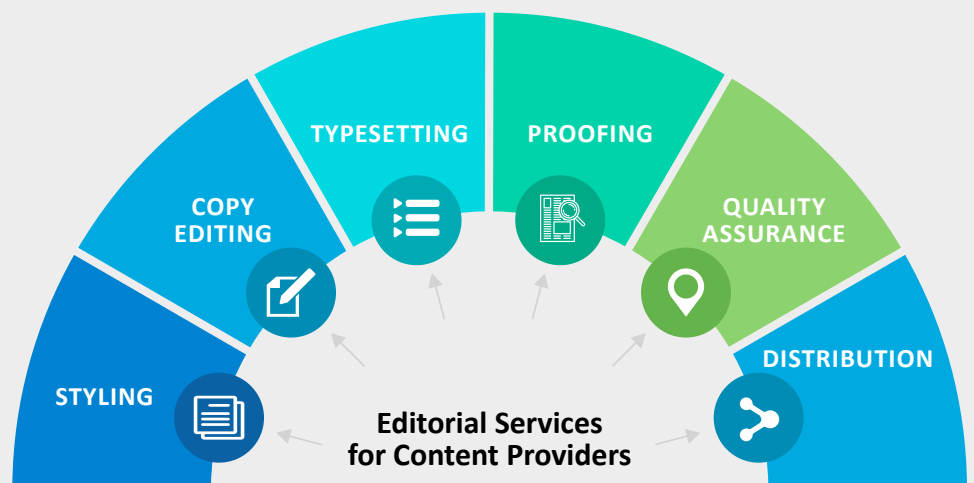 STYLING
COPY
EDITING
TYPESETTING
PROOFING
QUALITY
ASSURANCE
DISTRIBUTION
Editorial Services
for Content Providers